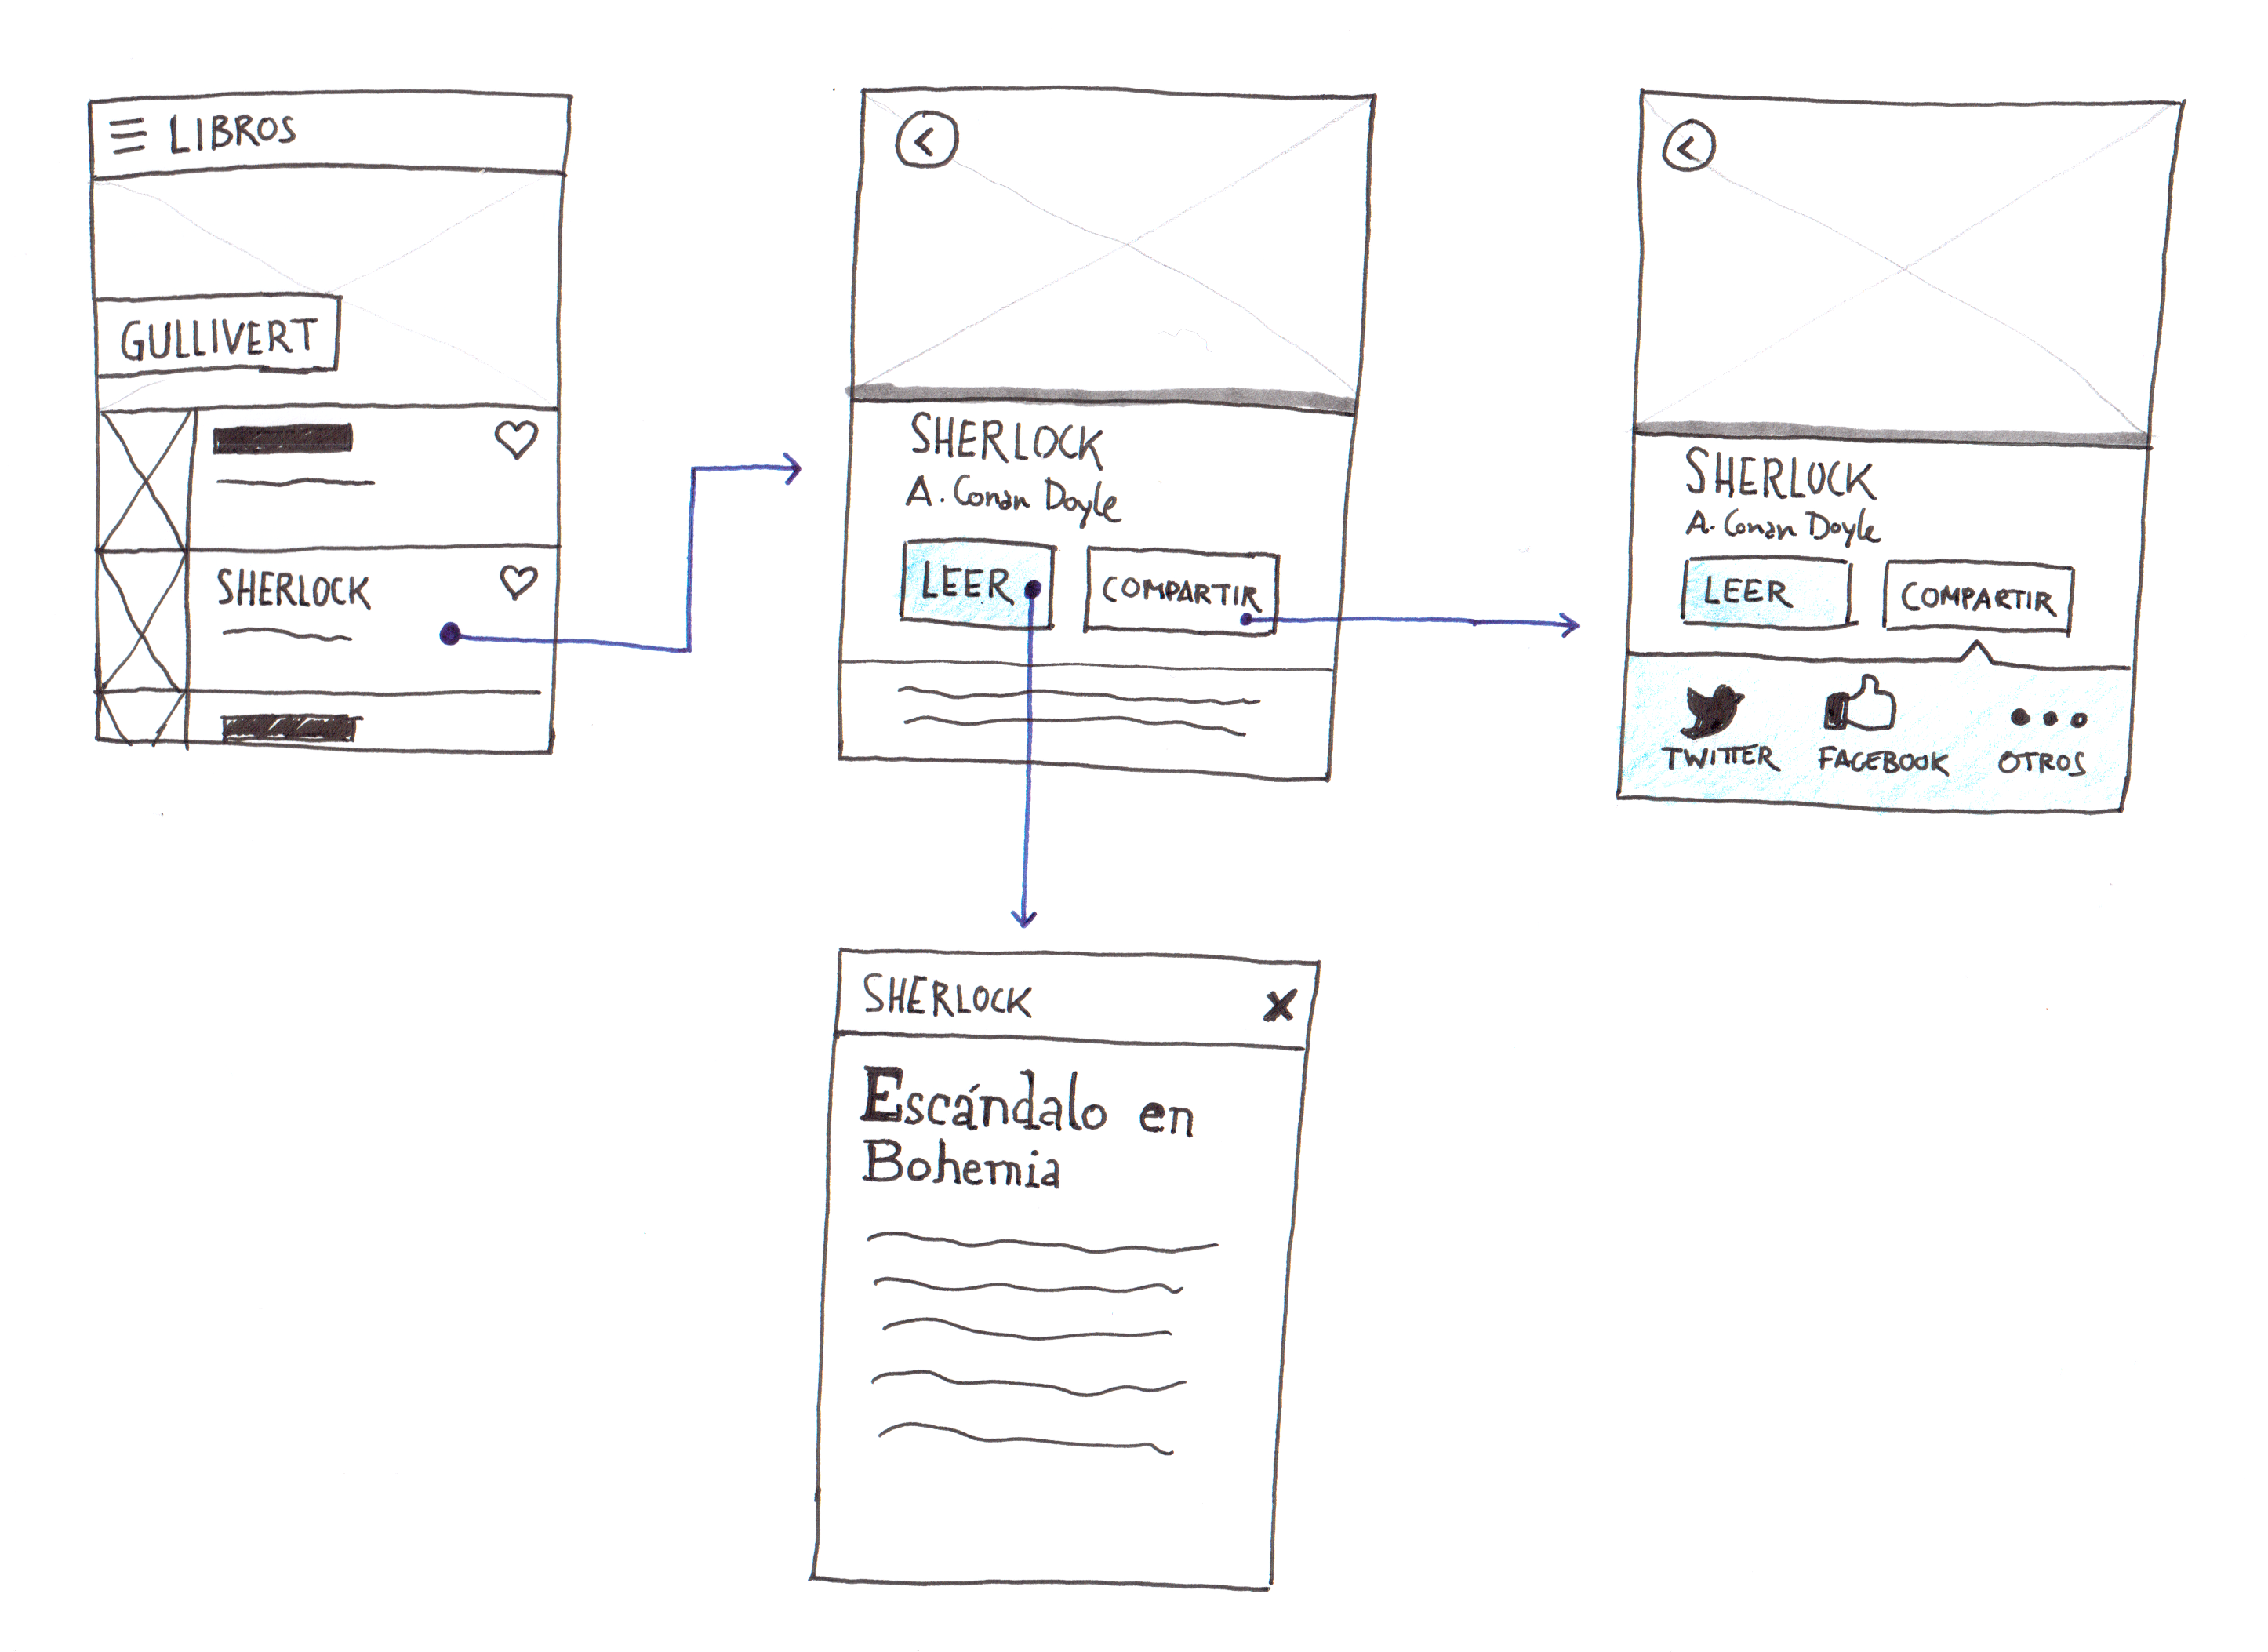 LIBROS
GULLIVERT
SHERLOCK
SHERLOCK
A. Conan Doyle
LEER
COMPARTIR
SHERLOCK
A. Conan Doyle
LEER
COMPARTIR
TWITTER
FACEBOOK
OTROS
SHERLOCK
Escándalo en
Bohemia